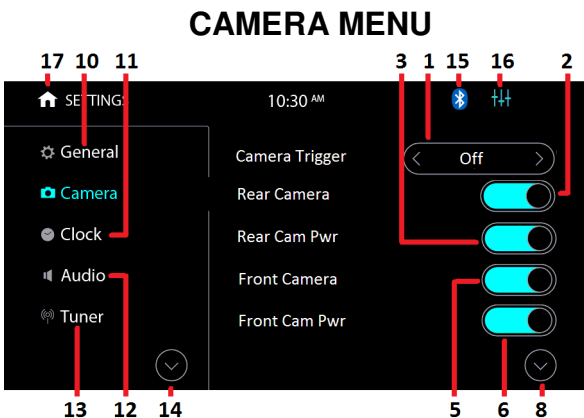 CAMERA MENU
17 10 11 3 1 15 16 2
SETTINGS 10:30 AM
General
Camera Trigger Off
Camera Rear Camera
Clock Rear Cam Pwr
Audio Front Camera
Tuner Front Cam Pwr
13 12 14 5 6 8